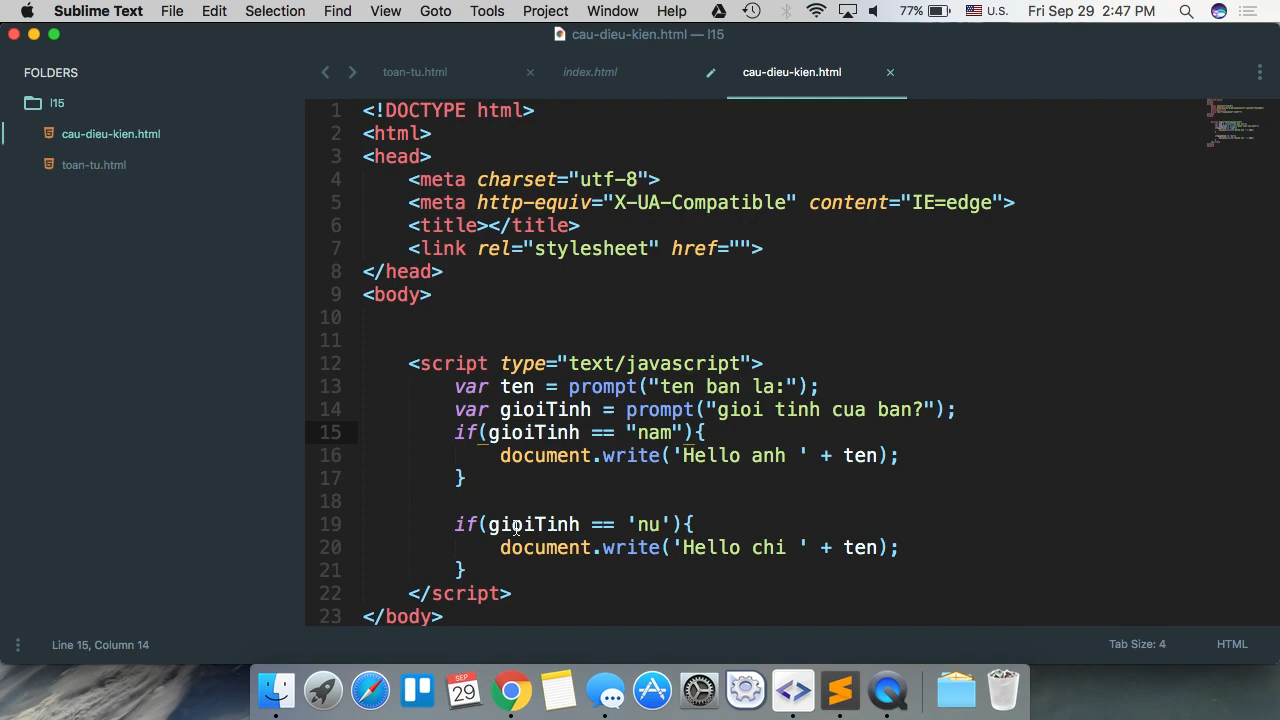 Sublime Text File Edit Selection Find View Goto Tools Project Window Help 77% U.S. Fri Sep 29 2:47 PM
cau-dieu-kien.html — l15
FOLDERS
l15
cau-dieu-kien.html
toan-tu.html
toan-tu.html index.html cau-dieu-kien.html
1 <!DOCTYPE html>
2 <html>
3 <head>
4 <meta charset="utf-8">
5 <meta http-equiv="X-UA-Compatible" content="IE=edge">
6 <title></title>
7 <link rel="stylesheet" href="">
8 </head>
9 <body>
10
11
12 <script type="text/javascript">
13 var ten = prompt("ten ban la:");
14 var gioiTinh = prompt("gioi tinh cua ban?");
15 if(gioiTinh == "nam"){
16 document.write('Hello anh ' + ten);
17 }
18
19 if(gioiTinh == 'nu'){
20 document.write('Hello chi ' + ten);
21 }
22 </script>
23 </body>
Line 15, Column 14 Tab Size: 4 HTML
SEP
29